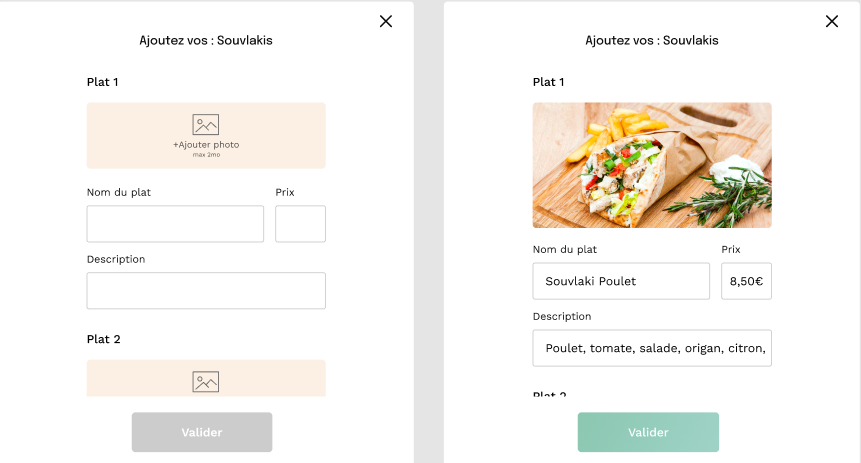 Ajoutez vos : Souvlakis
Plat 1
+Ajouter photo
max 2mo
Nom du plat
Prix
Description
Plat 2
Valider
Ajoutez vos : Souvlakis
Plat 1
Nom du plat
Prix
Souvlaki Poulet
8,50€
Description
Poulet, tomate, salade, origan, citron,
Plat 2
Valider